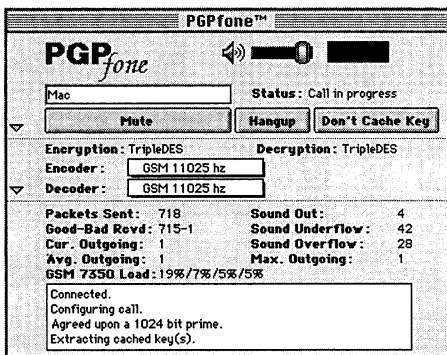 PGPfone™
PGPfone
Mac
Status: Call in progress
Mute
Hangup
Don't Cache Key
Encryption: TripleDES
Decryption: TripleDES
Encoder: GSM 11025 hz
Decoder: GSM 11025 hz
Packets Sent: 718
Sound Out: 4
Good-Bad Rcvd: 715-1
Sound Underflow: 42
Cur. Outgoing: 1
Sound Overflow: 28
Avg. Outgoing: 1
Max. Outgoing: 1
GSM 7350 Load: 19%/7%/5%/5%
Connected.
Configuring call.
Agreed upon a 1024 bit prime.
Extracting cached key(s).